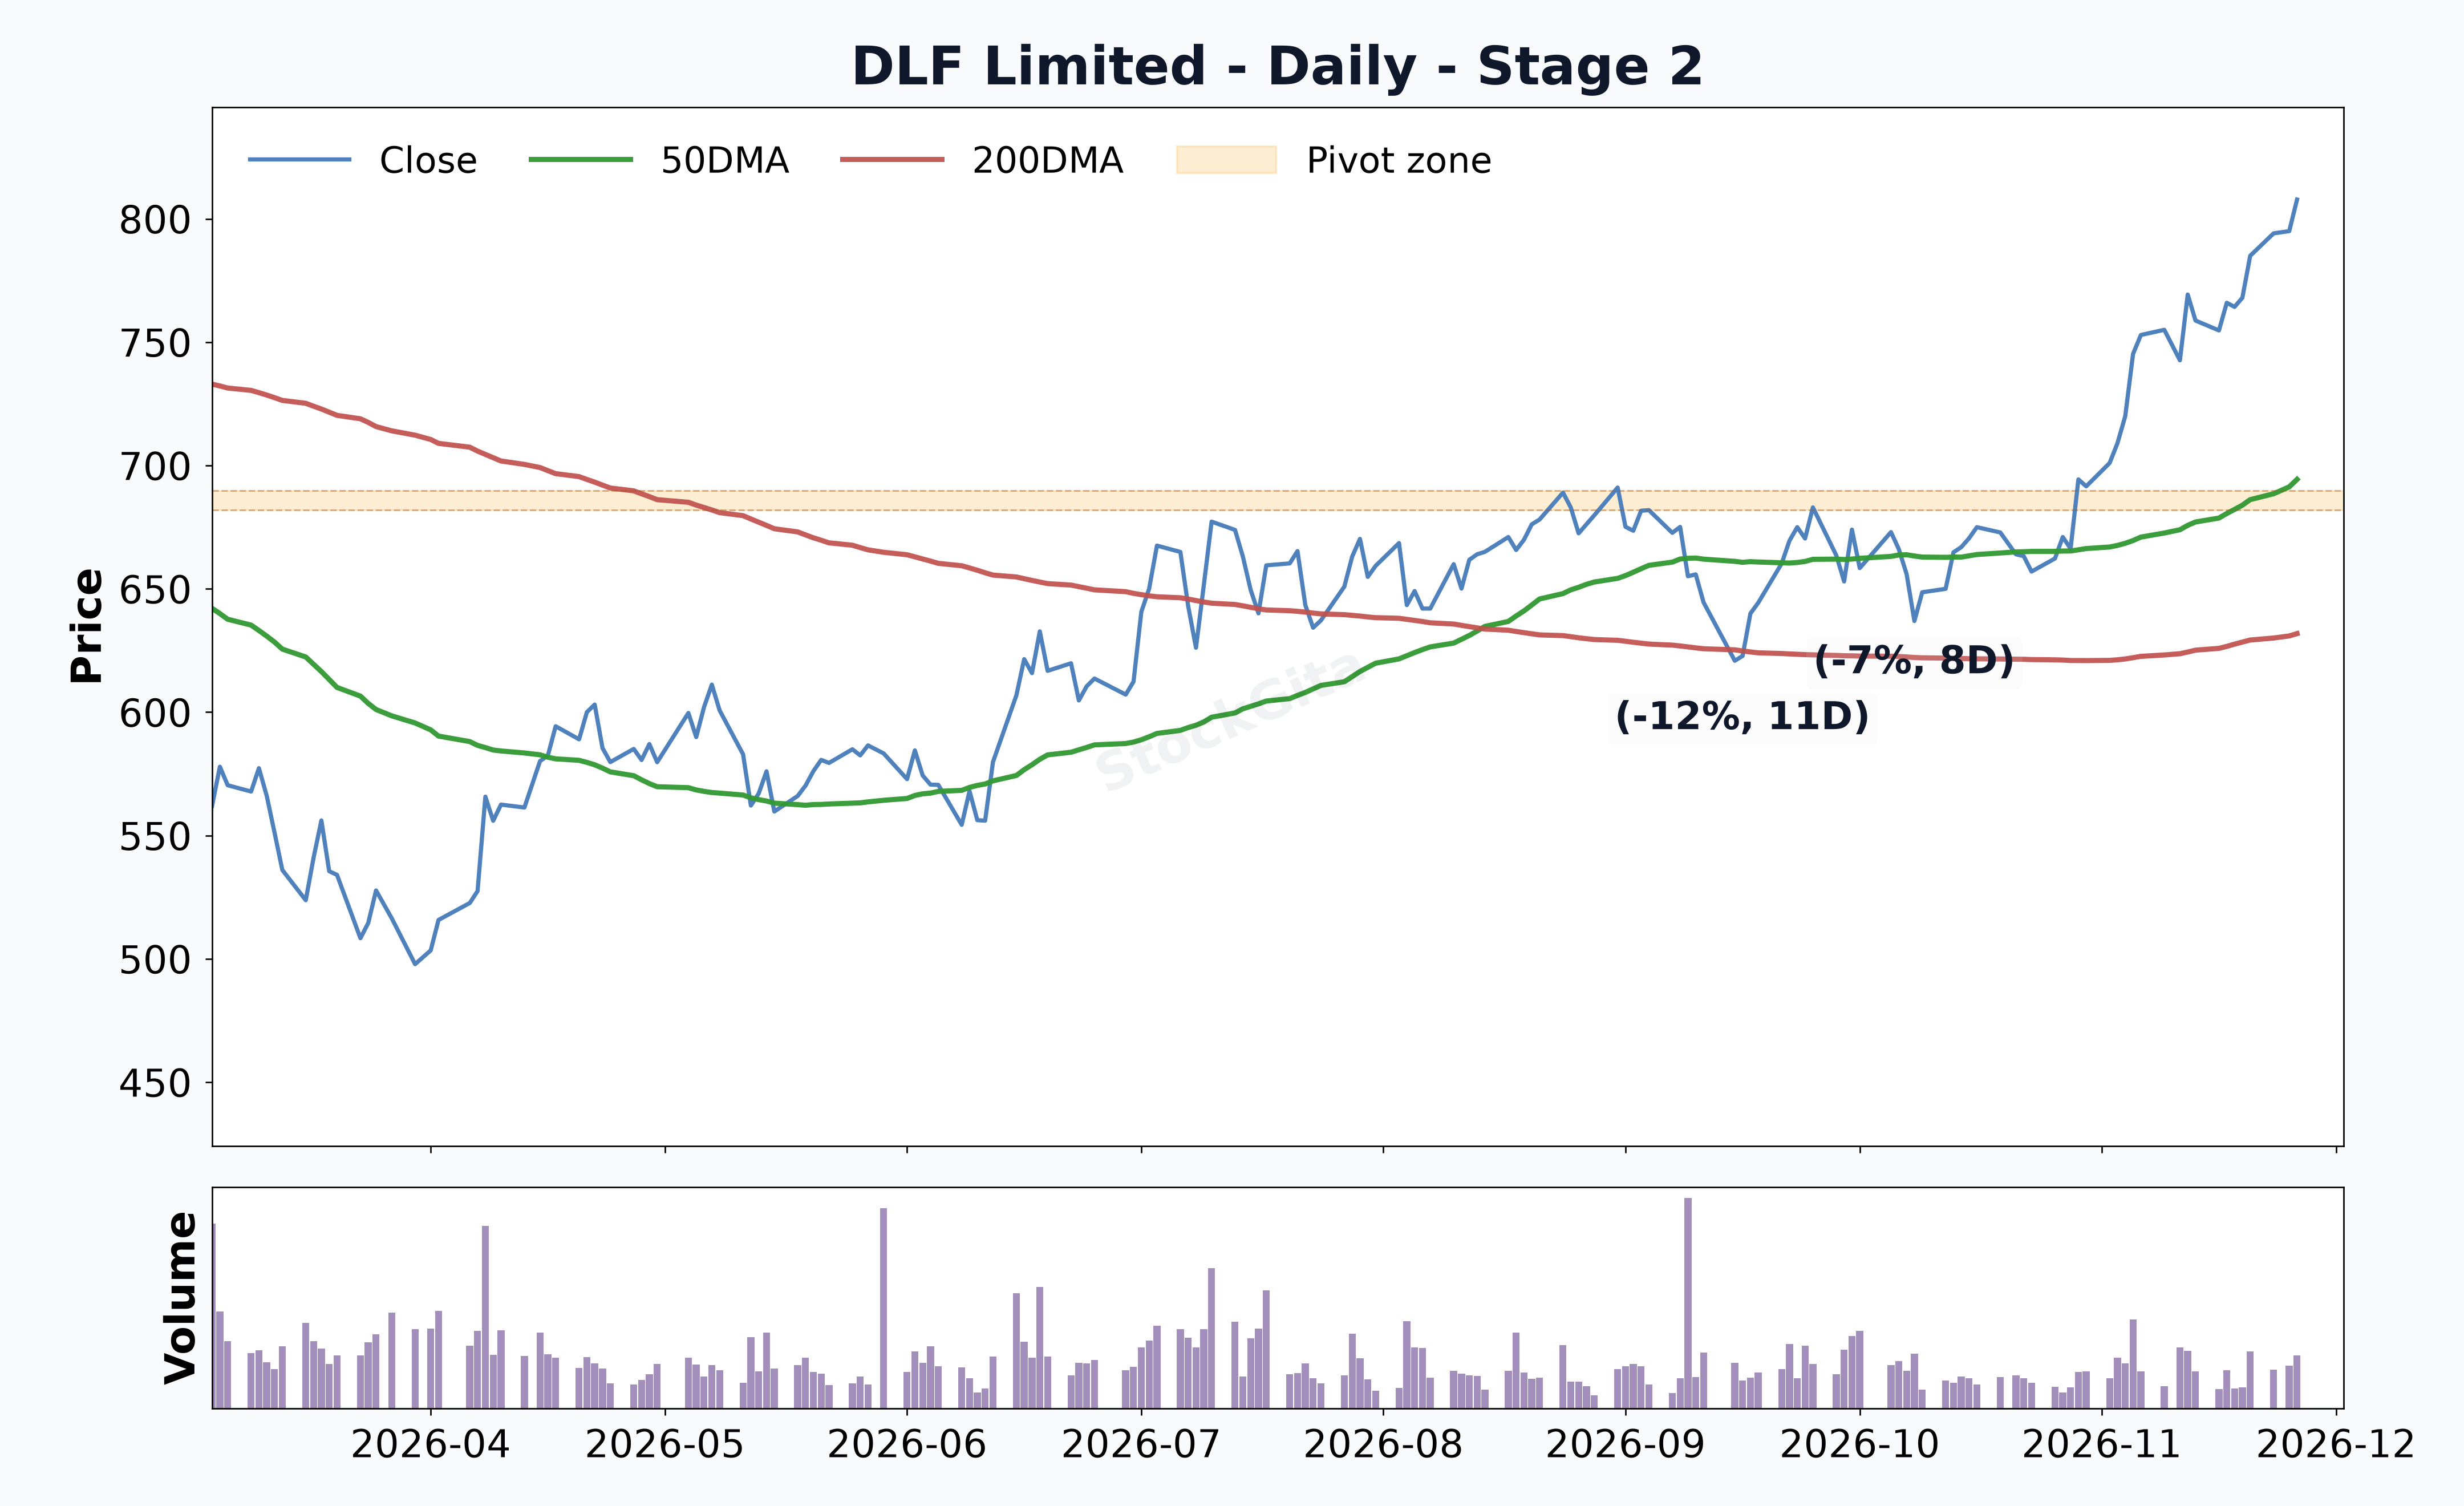 DLF Limited - Daily - Stage 2
Close 50DMA 200DMA Pivot zone
800
750
700
650
600
550
500
450
Price
(-7%, 8D)
(-12%, 11D)
StockGita
Volume
2026-04 2026-05 2026-06 2026-07 2026-08 2026-09 2026-10 2026-11 2026-12